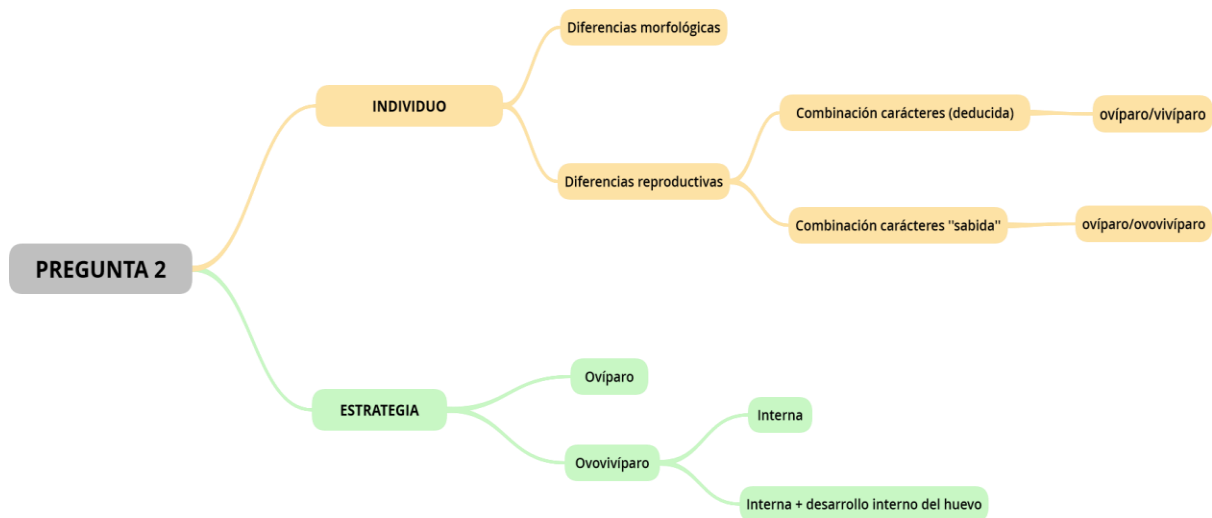 Diferencias morfológicas
INDIVIDUO
Combinación carácteres (deducida)
ovíparo/vivíparo
Diferencias reproductivas
Combinación carácteres "sabida"
ovíparo/ovovivíparo
PREGUNTA 2
Ovíparo
ESTRATEGIA
Interna
Ovovivíparo
Interna + desarrollo interno del huevo